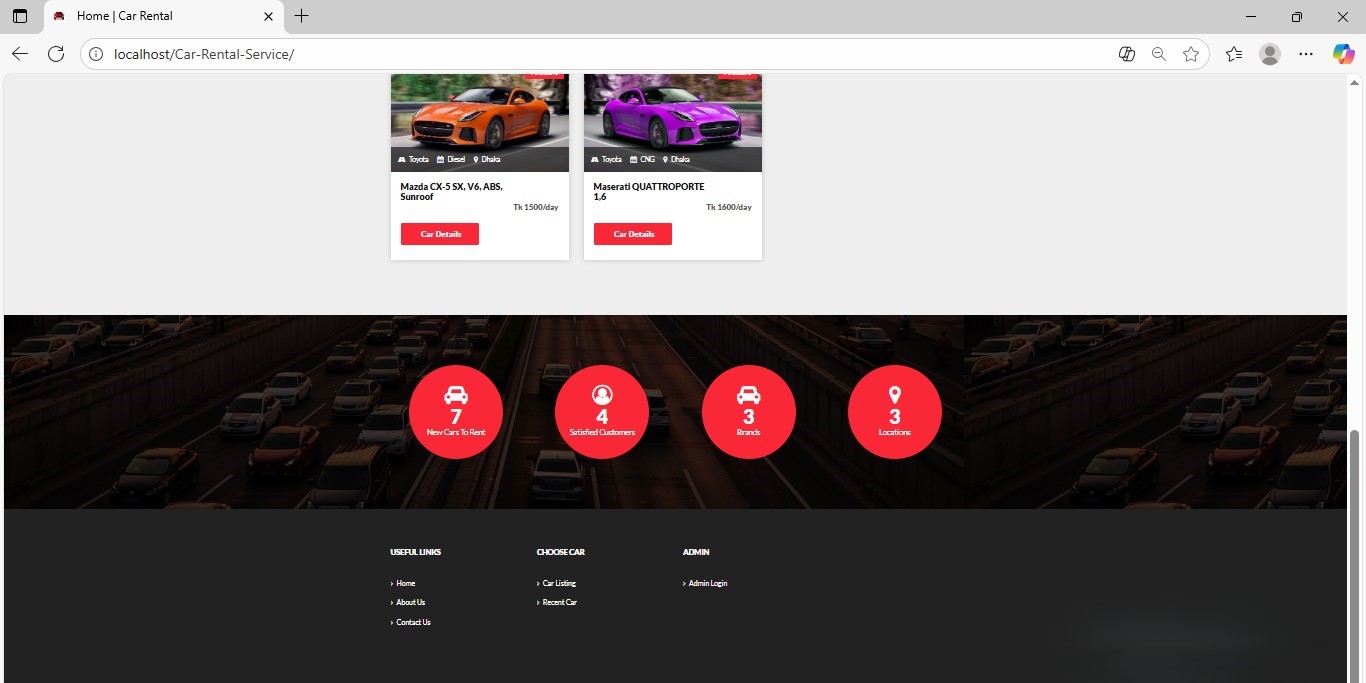 Home | Car Rental
localhost/Car-Rental-Service/
Toyota Diesel Dhaka
Toyota CNG Dhaka
Mazda CX-5 SX, V6, ABS,
Sunroof
Tk 1500/day
Car Details
Maserati QUATTROPORTE
1,6
Tk 1600/day
Car Details
7
New Cars To Rent
4
Satisfied Customers
3
Brands
3
Locations
USEFUL LINKS
› Home
› About Us
› Contact Us
CHOOSE CAR
› Car Listing
› Recent Car
ADMIN
› Admin Login